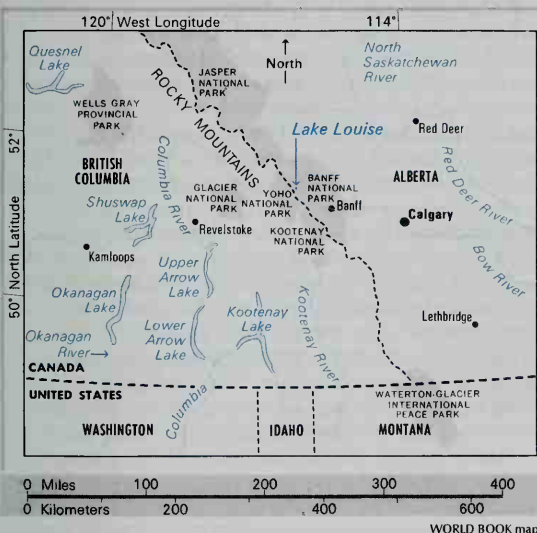 120° West Longitude
114°
Quesnel
Lake
North
North
Saskatchewan
River
JASPER
NATIONAL
PARK
ROCKY MOUNTAINS
WELLS GRAY
PROVINCIAL
PARK
Lake Louise
Red Deer
52°
BRITISH
COLUMBIA
Columbia River
GLACIER
NATIONAL
PARK
YOHO
NATIONAL
PARK
BANFF
NATIONAL
PARK
Banff
ALBERTA
Red Deer River
Shuswap
Lake
Revelstoke
Calgary
KOOTENAY
NATIONAL
PARK
North Latitude
Kamloops
Upper
Arrow
Lake
Bow River
50°
Okanagan
Lake
Kootenay
Lake
Kootenay River
Lower
Arrow
Lake
Lethbridge
Okanagan
River→
CANADA
UNITED STATES
WATERTON-GLACIER
INTERNATIONAL
PEACE PARK
WASHINGTON
Columbia
IDAHO
MONTANA
0 Miles 100 200 300 400
0 Kilometers 200 400 600
WORLD BOOK map